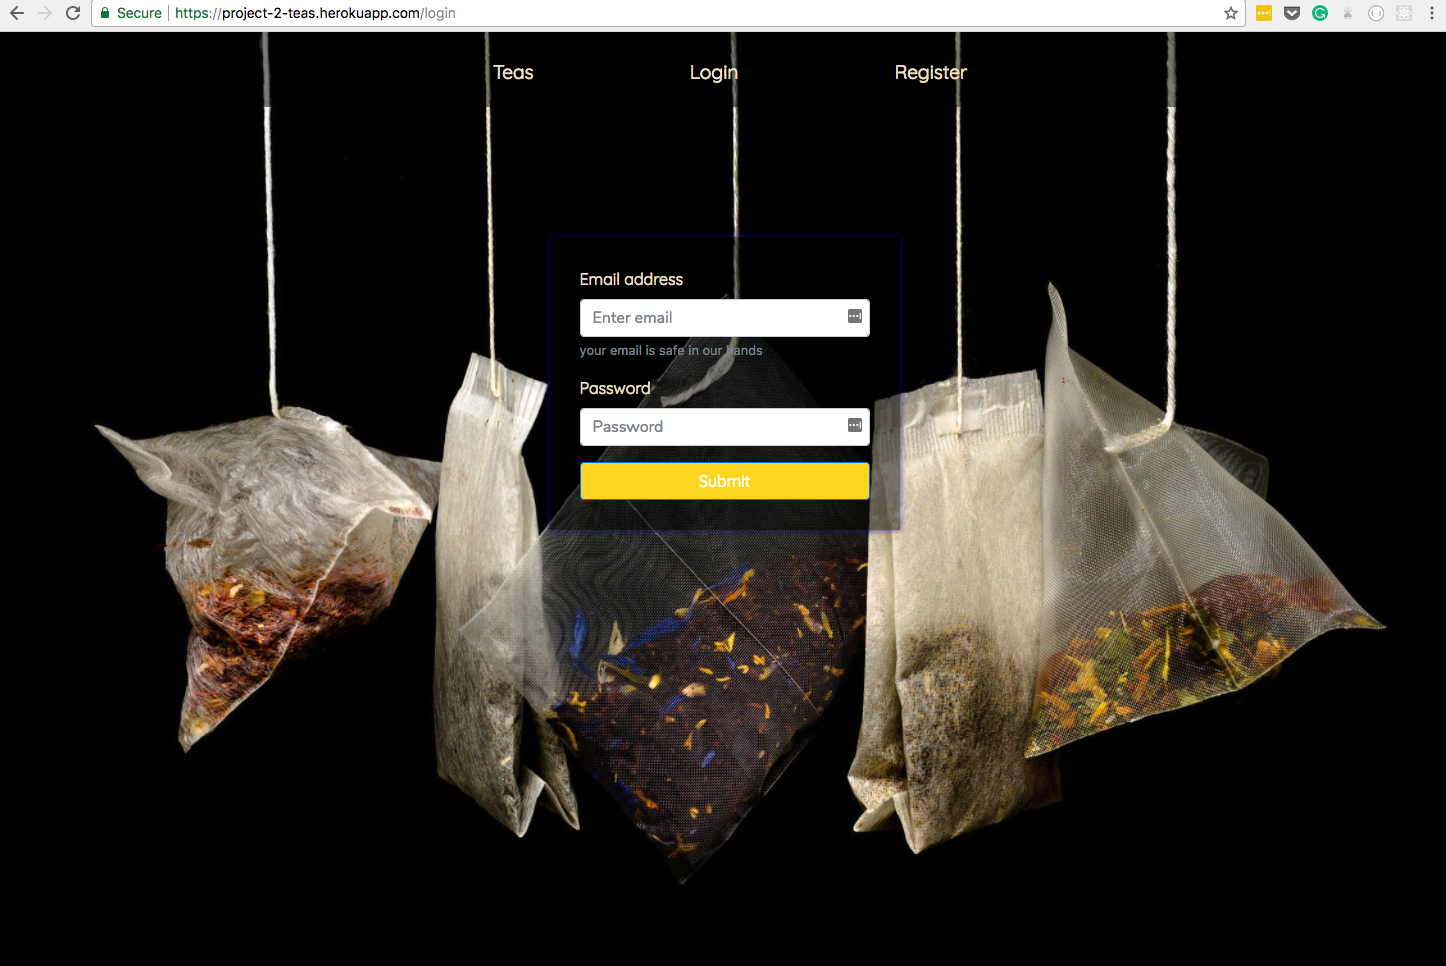 Secure https://project-2-teas.herokuapp.com/login
Teas Login Register
Email address
Enter email
your email is safe in our hands
Password
Password
Submit